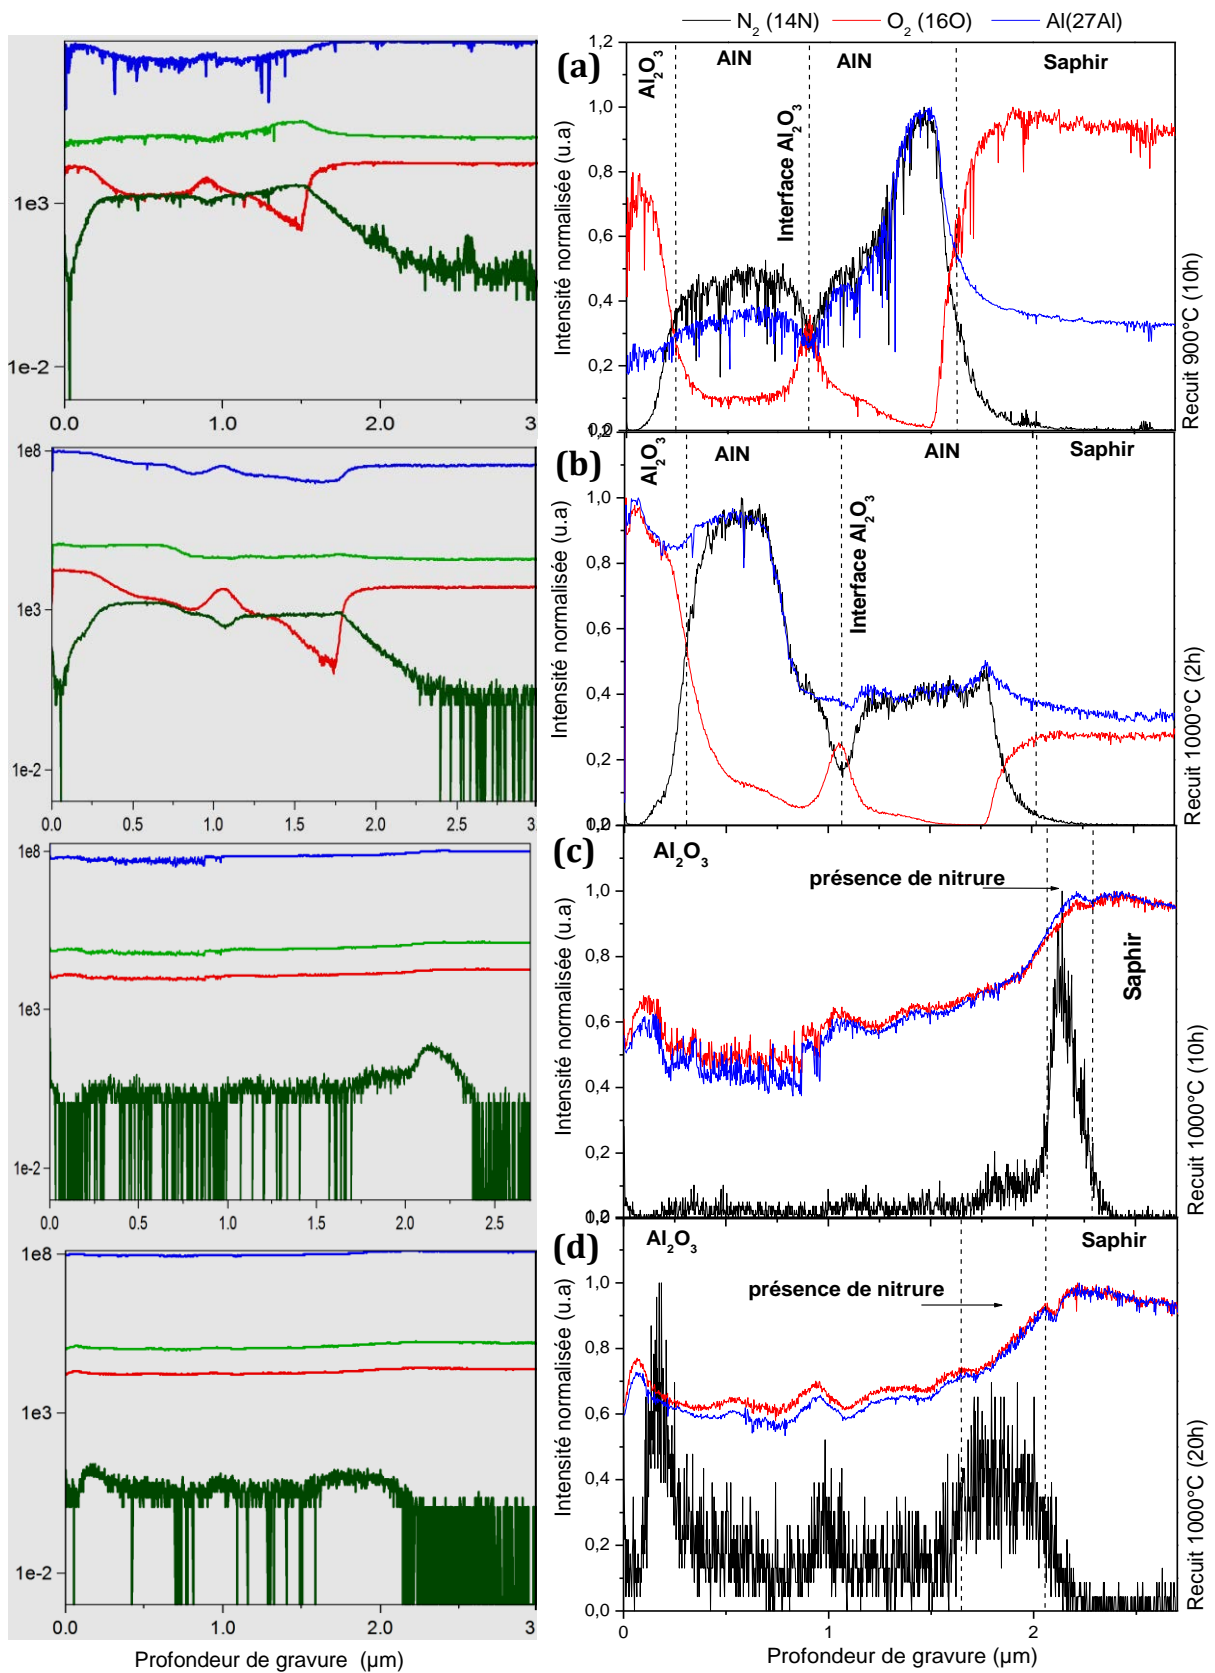 N2 (14N) O2 (16O) Al(27Al)
1e3
1e-2
0.0 1.0 2.0 3
1,2
1,0
0,8
0,6
0,4
0,2
(a)
Al2O3
AlN
Interface Al2O3
AlN
Saphir
Intensité normalisée (u.a)
Recuit 900°C (10h)
1e8
1e3
1e-2
0.0 0.5 1.0 1.5 2.0 2.5 3.
1,2
1,0
0,8
0,6
0,4
0,2
(b)
Al2O3
AlN
Interface Al2O3
AlN
Saphir
Intensité normalisée (u.a)
Recuit 1000°C (2h)
1e8
1e3
1e-2
0.0 0.5 1.0 1.5 2.0 2.5
1,0
0,8
0,6
0,4
0,2
(c)
Al2O3
présence de nitrure
Saphir
Intensité normalisée (u.a)
Recuit 1000°C (10h)
1e8
1e3
1e-2
0.0 1.0 2.0 3
1,0
0,8
0,6
0,4
0,2
0,0
(d)
Al2O3
présence de nitrure
Saphir
Intensité normalisée (u.a)
Recuit 1000°C (20h)
0 1 2
Profondeur de gravure (µm)
Profondeur de gravure (µm)